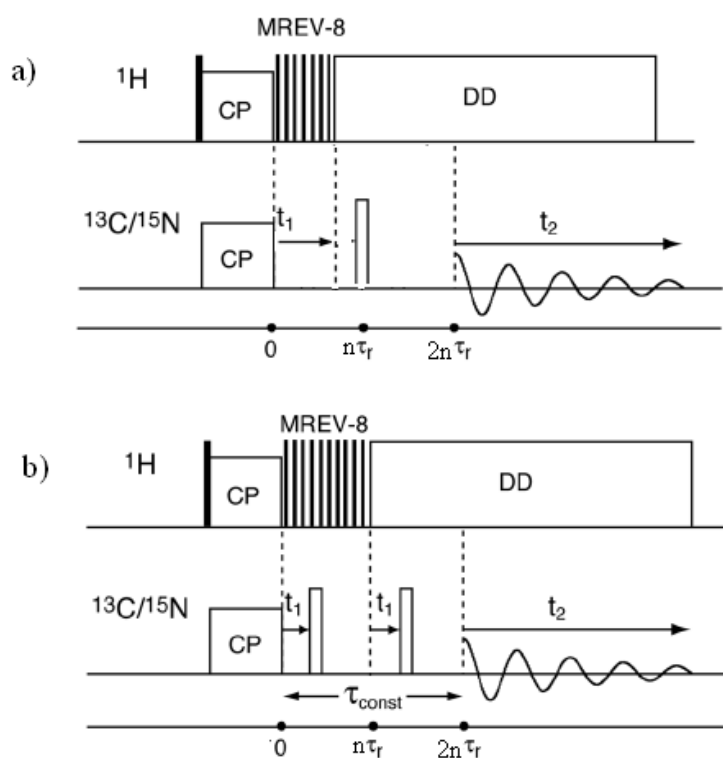 MREV-8
a)
¹H
CP
DD
¹³C/¹⁵N
CP
t₁
t₂
0
nτᵣ
2nτᵣ
MREV-8
b)
¹H
CP
DD
¹³C/¹⁵N
CP
t₁
t₁
t₂
τconst
0
nτᵣ
2nτᵣ